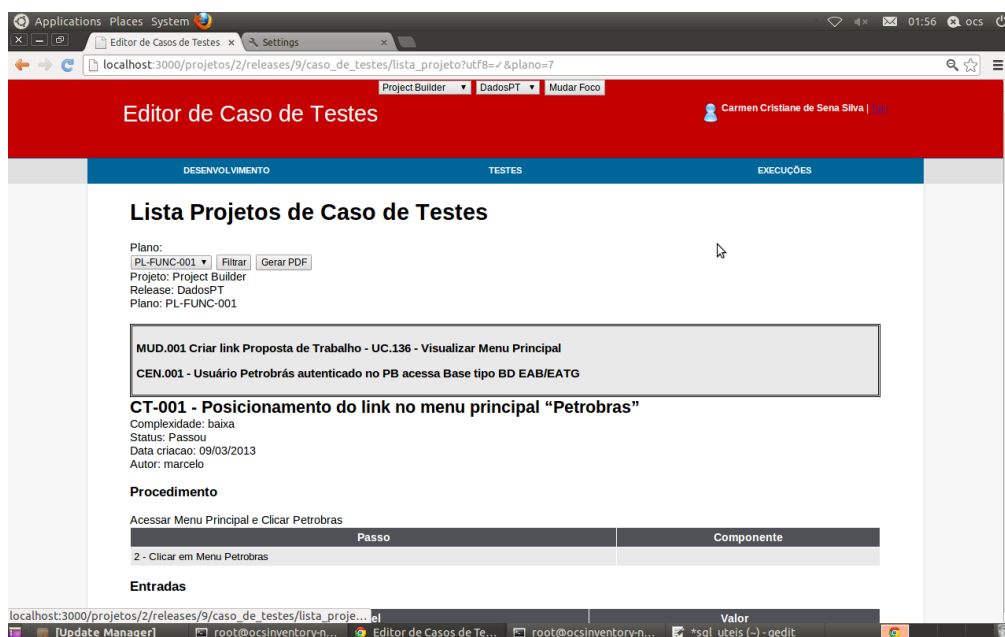 Applications Places System 01:56 ocs
Editor de Casos de Testes x Settings x
localhost:3000/projetos/2/releases/9/caso_de_testes/lista_projeto?utf8=✓&plano=7
Project Builder DadosPT Mudar Foco
Editor de Caso de Testes
Carmen Cristiane de Sena Silva |
DESENVOLVIMENTO TESTES EXECUÇÕES
Lista Projetos de Caso de Testes
Plano:
PL-FUNC-001 Filtrar Gerar PDF
Projeto: Project Builder
Release: DadosPT
Plano: PL-FUNC-001
MUD.001 Criar link Proposta de Trabalho - UC.136 - Visualizar Menu Principal
CEN.001 - Usuário Petrobrás autenticado no PB acessa Base tipo BD EAB/EATG
CT-001 - Posicionamento do link no menu principal “Petrobras”
Complexidade: baixa
Status: Passou
Data criacao: 09/03/2013
Autor: marcelo
Procedimento
Acessar Menu Principal e Clicar Petrobras
Passo Componente
2 - Clicar em Menu Petrobras
Entradas
localhost:3000/projetos/2/releases/9/caso_de_testes/lista_proje... el Valor
[Update Manager] root@ocsinventory-n... Editor de Casos de Te... root@ocsinventory-n... *sql_uteis (~) - gedit